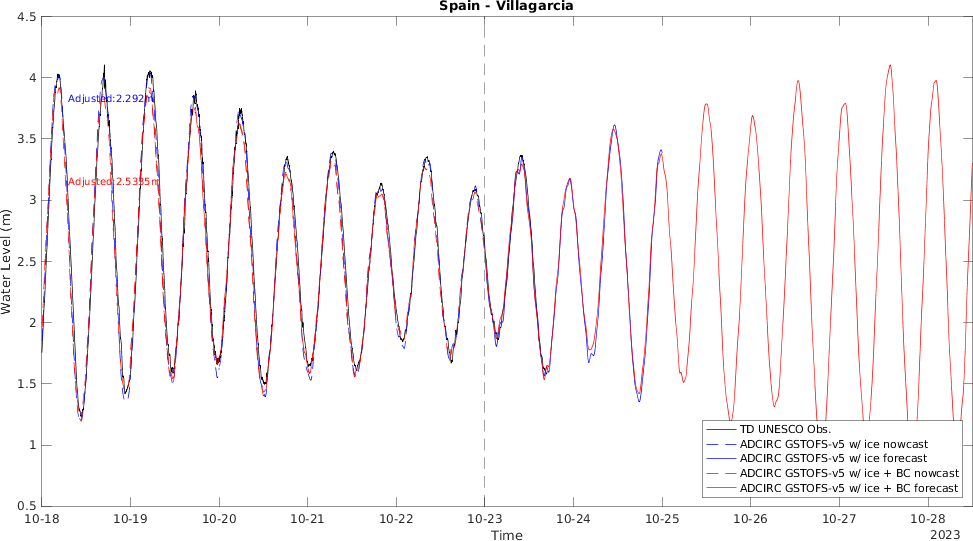 Spain - Villagarcia
4.5
4
3.5
3
2.5
2
1.5
1
0.5
Water Level (m)
Adjusted:2.292m
Adjusted:2.5335m
TD UNESCO Obs.
ADCIRC GSTOFS-v5 w/ ice nowcast
ADCIRC GSTOFS-v5 w/ ice forecast
ADCIRC GSTOFS-v5 w/ ice + BC nowcast
ADCIRC GSTOFS-v5 w/ ice + BC forecast
10-18 10-19 10-20 10-21 10-22 10-23 10-24 10-25 10-26 10-27 10-28
2023
Time